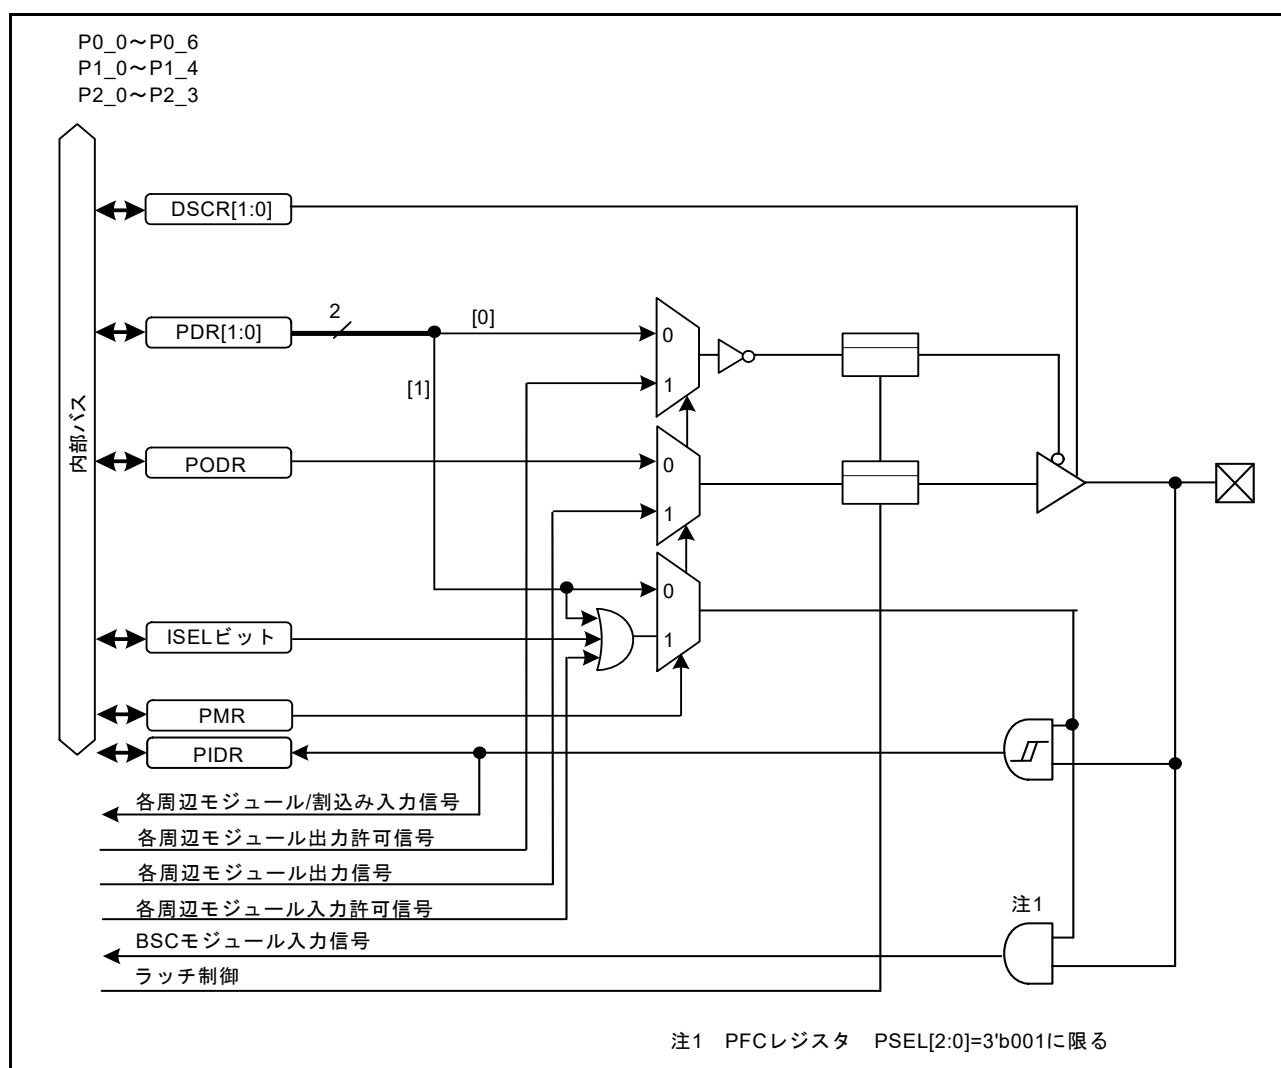 P0_0～P0_6
P1_0～P1_4
P2_0～P2_3
内部バス
DSCR[1:0]
PDR[1:0]
2
[0]
[1]
0
1
PODR
0
1
0
1
ISELビット
PMR
PIDR
各周辺モジュール/割込み入力信号
各周辺モジュール出力許可信号
各周辺モジュール出力信号
各周辺モジュール入力許可信号
注1
BSCモジュール入力信号
ラッチ制御
注1　PFCレジスタ　PSEL[2:0]=3'b001に限る